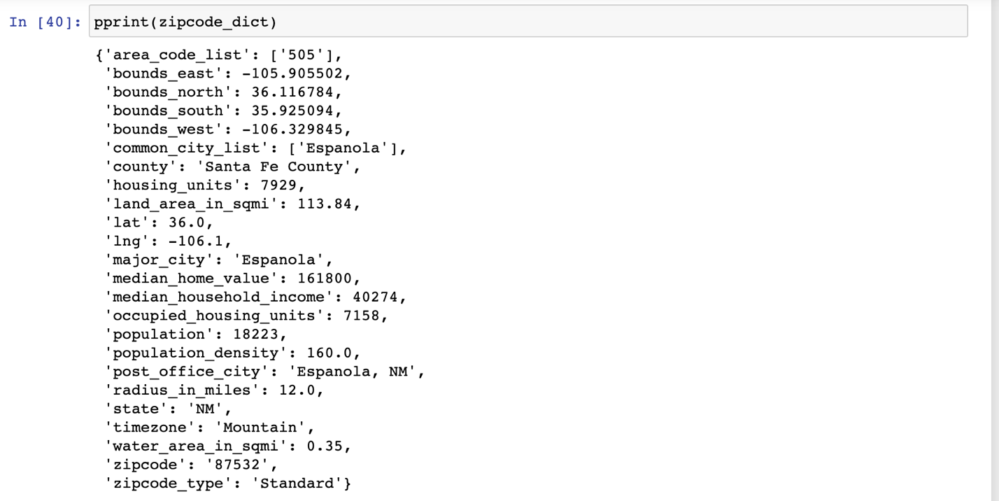 In [40]: pprint(zipcode_dict)
{'area_code_list': ['505'],
'bounds_east': -105.905502,
'bounds_north': 36.116784,
'bounds_south': 35.925094,
'bounds_west': -106.329845,
'common_city_list': ['Espanola'],
'county': 'Santa Fe County',
'housing_units': 7929,
'land_area_in_sqmi': 113.84,
'lat': 36.0,
'lng': -106.1,
'major_city': 'Espanola',
'median_home_value': 161800,
'median_household_income': 40274,
'occupied_housing_units': 7158,
'population': 18223,
'population_density': 160.0,
'post_office_city': 'Espanola, NM',
'radius_in_miles': 12.0,
'state': 'NM',
'timezone': 'Mountain',
'water_area_in_sqmi': 0.35,
'zipcode': '87532',
'zipcode_type': 'Standard'}